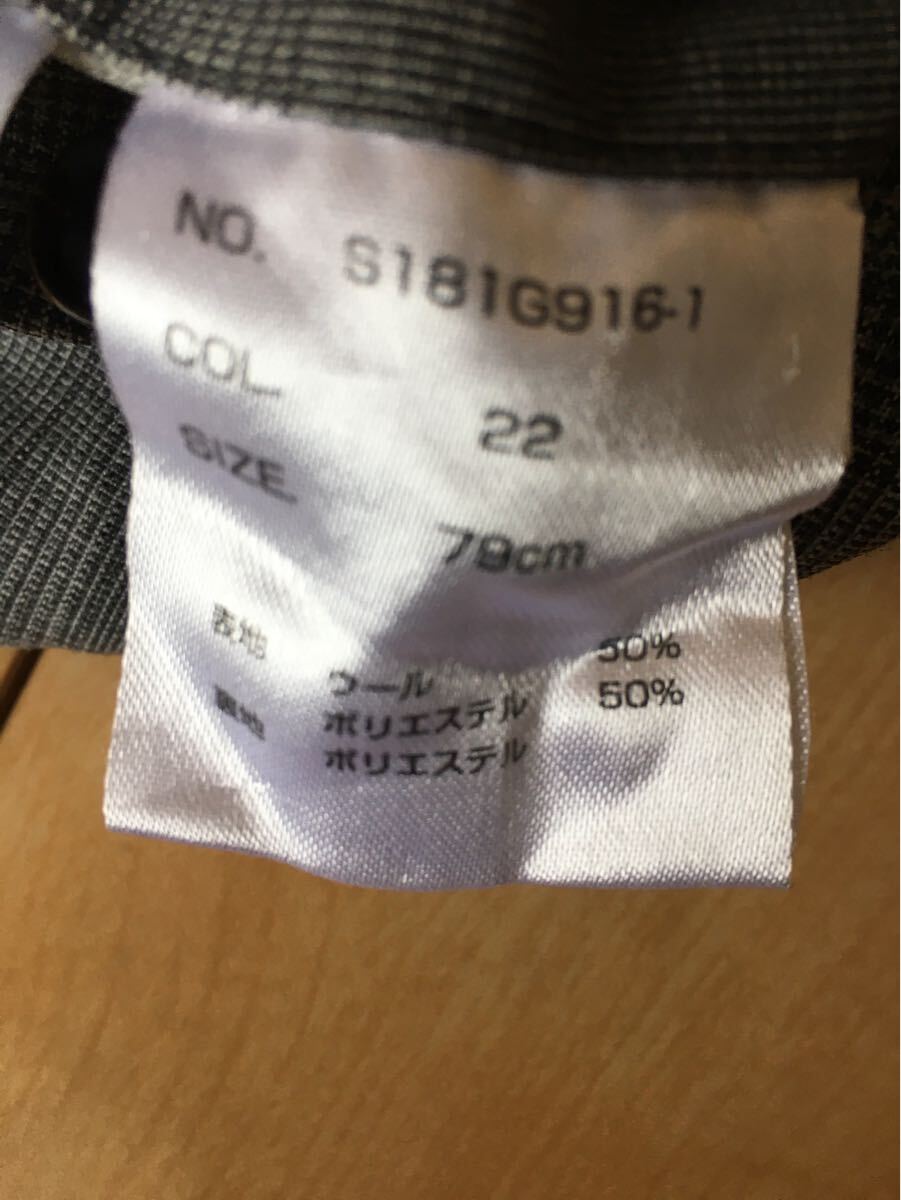 NO. S181G916-1
COL 22
SIZE 79cm
表地 ウール 50%
ポリエステル 50%
裏地 ポリエステル